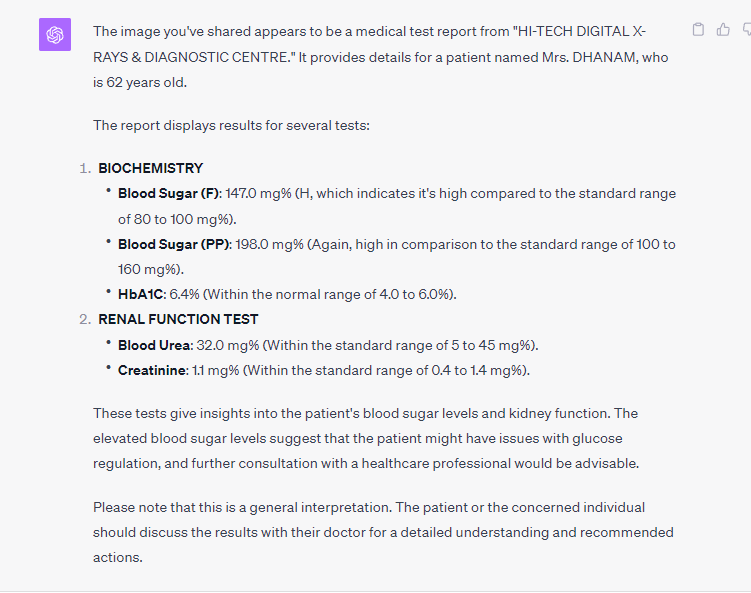 The image you've shared appears to be a medical test report from "HI-TECH DIGITAL X-
RAYS & DIAGNOSTIC CENTRE." It provides details for a patient named Mrs. DHANAM, who
is 62 years old.
The report displays results for several tests:
1. BIOCHEMISTRY
• Blood Sugar (F): 147.0 mg% (H, which indicates it's high compared to the standard range
of 80 to 100 mg%).
• Blood Sugar (PP): 198.0 mg% (Again, high in comparison to the standard range of 100 to
160 mg%).
• HbA1C: 6.4% (Within the normal range of 4.0 to 6.0%).
2. RENAL FUNCTION TEST
• Blood Urea: 32.0 mg% (Within the standard range of 5 to 45 mg%).
• Creatinine: 1.1 mg% (Within the standard range of 0.4 to 1.4 mg%).
These tests give insights into the patient's blood sugar levels and kidney function. The
elevated blood sugar levels suggest that the patient might have issues with glucose
regulation, and further consultation with a healthcare professional would be advisable.
Please note that this is a general interpretation. The patient or the concerned individual
should discuss the results with their doctor for a detailed understanding and recommended
actions.